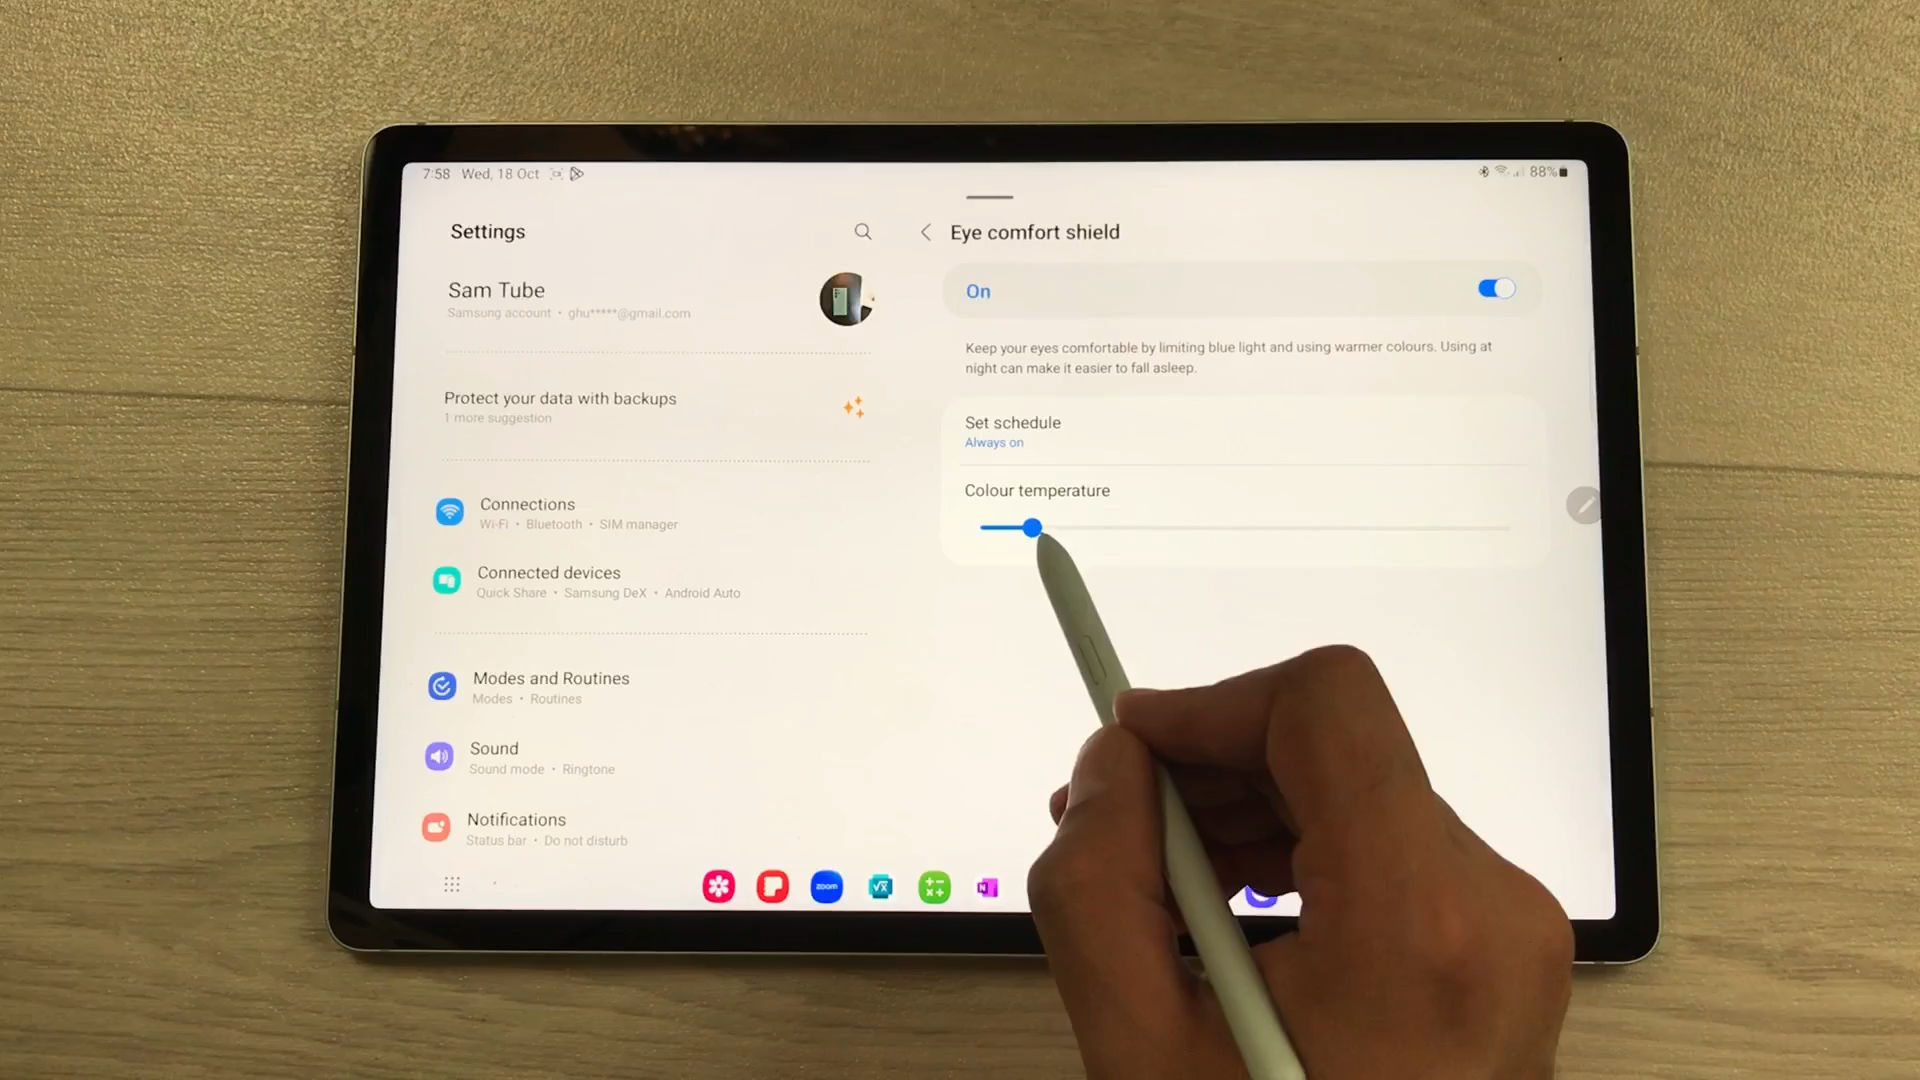 7:58 Wed, 18 Oct
88%
Settings
Sam Tube
Samsung account • ghu*****@gmail.com
Protect your data with backups
1 more suggestion
Connections
Wi-Fi • Bluetooth • SIM manager
Connected devices
Quick Share • Samsung DeX • Android Auto
Modes and Routines
Modes • Routines
Sound
Sound mode • Ringtone
Notifications
Status bar • Do not disturb
Eye comfort shield
On
Keep your eyes comfortable by limiting blue light and using warmer colours. Using at
night can make it easier to fall asleep.
Set schedule
Always on
Colour temperature
zoom
√x
N